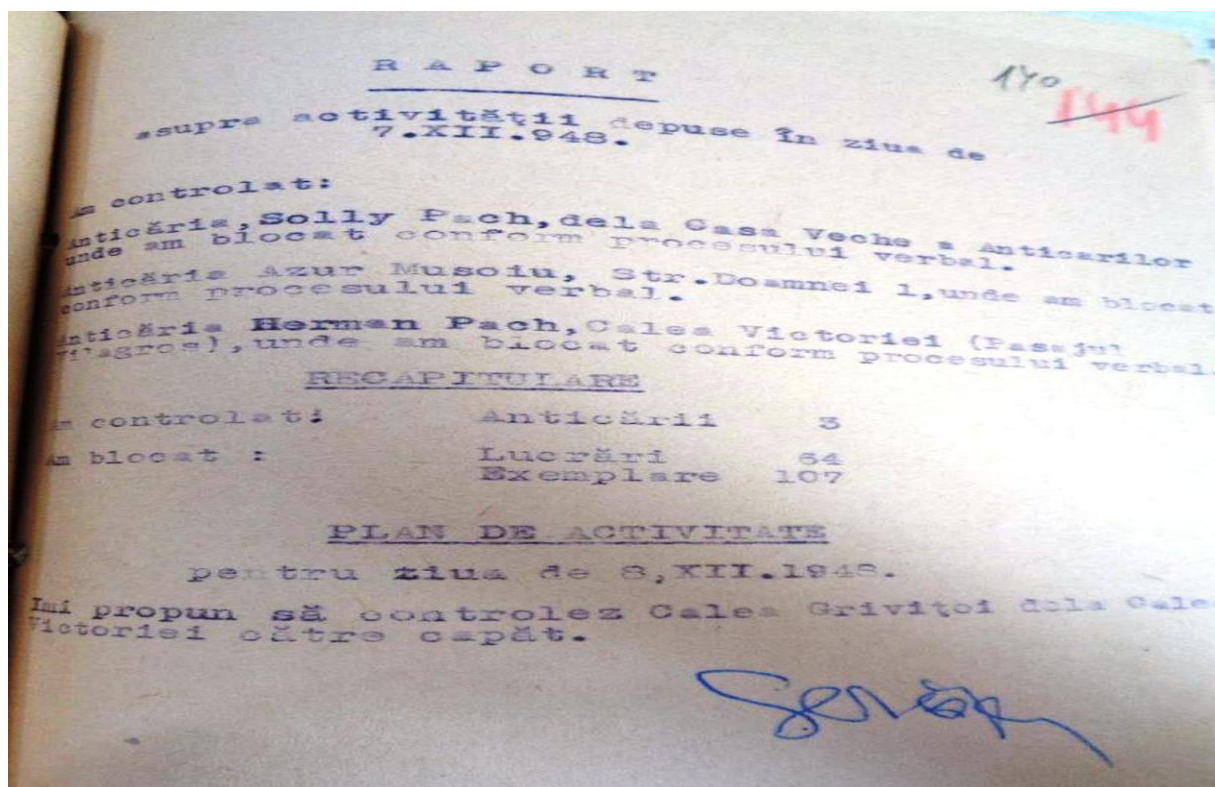 RAPORT
140
144
asupra activităţii depuse în ziua de
7.XII.948.
Am controlat:
Anticăria, Solly Pach, dela Casa Veche a Anticarilor
unde am blocat conform procesului verbal.
Anticăria Azur Musoiu, Str.Doamnei 1, unde am blocat
conform procesului verbal.
Anticăria Herman Pach, Calea Victoriei (Pasajul
Vilagros), unde am blocat conform procesului verbal.
RECAPITULARE
Am controlat: Anticării 3
Am blocat : Lucrări 64
Exemplare 107
PLAN DE ACTIVITATE
pentru ziua de 8,XII.1948.
Imi propun să controlez Calea Griviţei dela Calea
Victoriei către capăt.